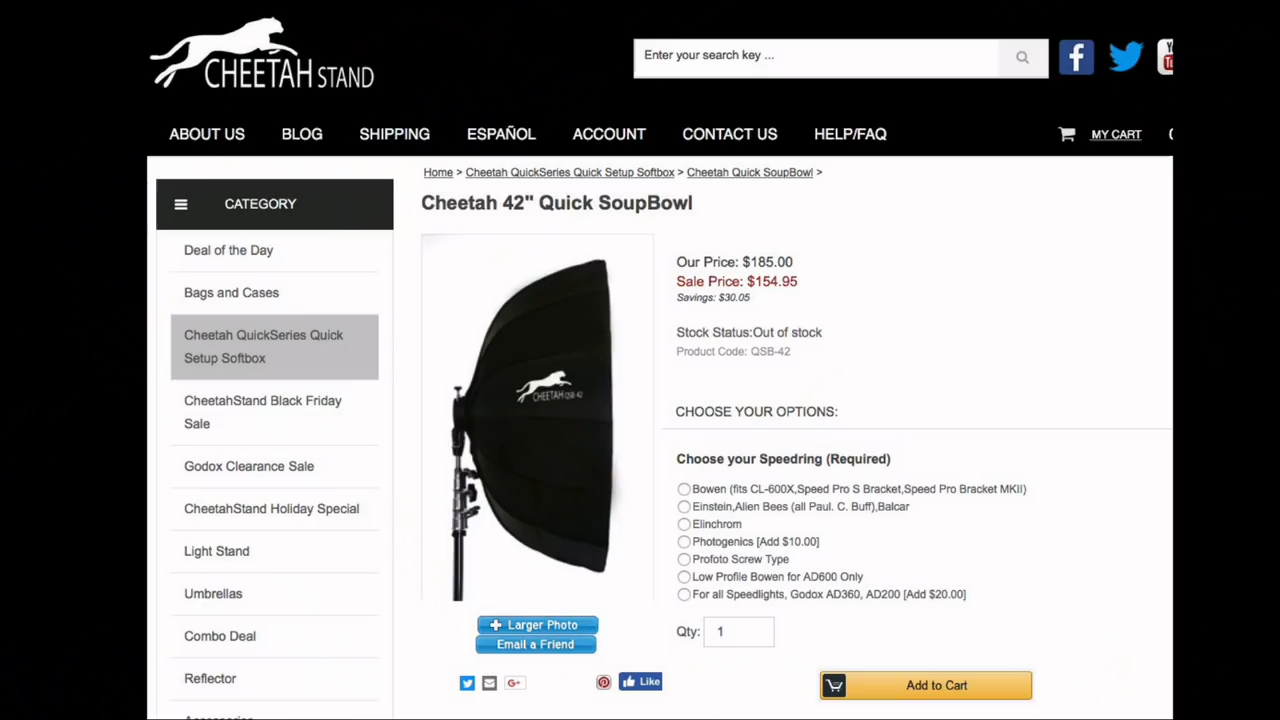 CHEETAH STAND
Enter your search key ...
ABOUT US
BLOG
SHIPPING
ESPAÑOL
ACCOUNT
CONTACT US
HELP/FAQ
MY CART
Home > Cheetah QuickSeries Quick Setup Softbox > Cheetah Quick SoupBowl >
CATEGORY
Cheetah 42" Quick SoupBowl
Deal of the Day
Bags and Cases
Cheetah QuickSeries Quick
Setup Softbox
CheetahStand Black Friday
Sale
Godox Clearance Sale
CheetahStand Holiday Special
Light Stand
Umbrellas
Combo Deal
Reflector
CHEETAH QSB-42
Larger Photo
Email a Friend
Like
Our Price: $185.00
Sale Price: $154.95
Savings: $30.05
Stock Status:Out of stock
Product Code: QSB-42
CHOOSE YOUR OPTIONS:
Choose your Speedring (Required)
Bowen (fits CL-600X,Speed Pro S Bracket,Speed Pro Bracket MKII)
Einstein,Alien Bees (all Paul. C. Buff),Balcar
Elinchrom
Photogenics [Add $10.00]
Profoto Screw Type
Low Profile Bowen for AD600 Only
For all Speedlights, Godox AD360, AD200 [Add $20.00]
Qty: 1
Add to Cart